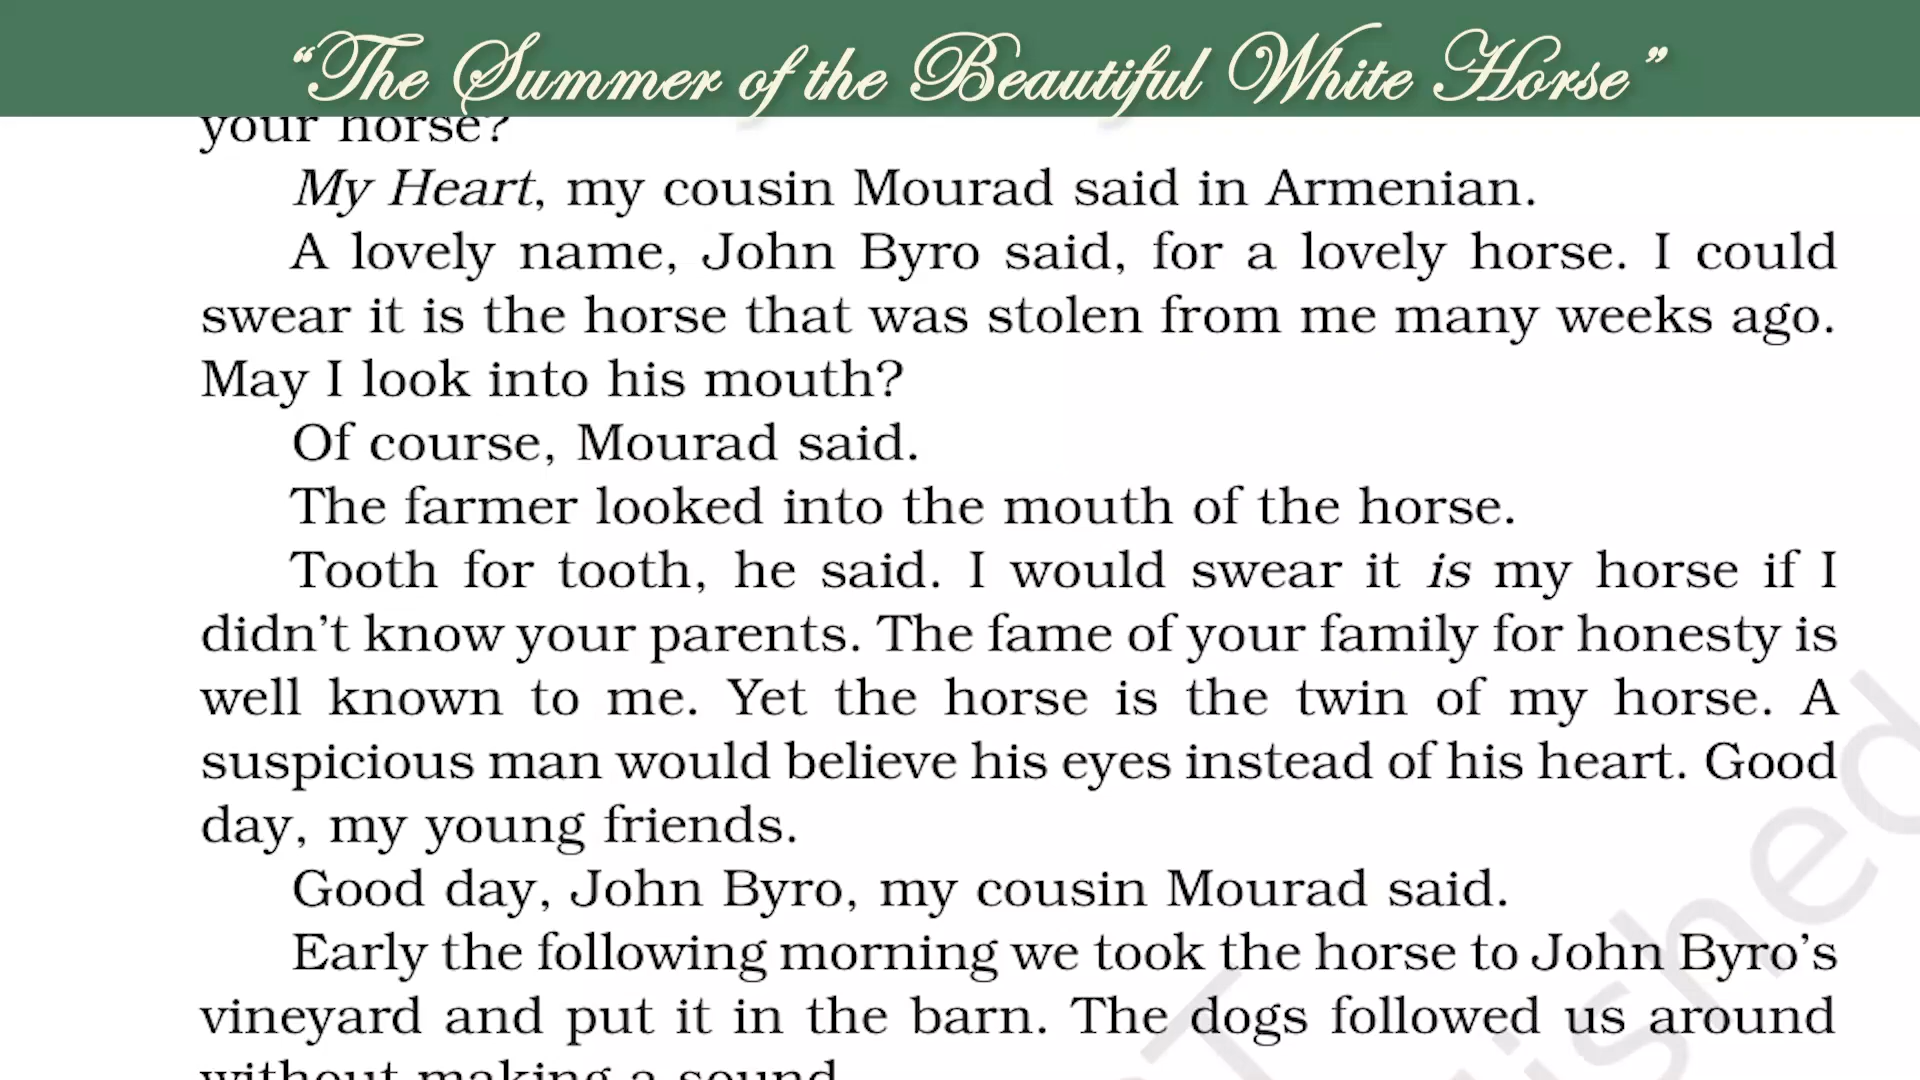 “The Summer of the Beautiful White Horse”
your horse?
My Heart, my cousin Mourad said in Armenian.
A lovely name, John Byro said, for a lovely horse. I could
swear it is the horse that was stolen from me many weeks ago.
May I look into his mouth?
Of course, Mourad said.
The farmer looked into the mouth of the horse.
Tooth for tooth, he said. I would swear it is my horse if I
didn’t know your parents. The fame of your family for honesty is
well known to me. Yet the horse is the twin of my horse. A
suspicious man would believe his eyes instead of his heart. Good
day, my young friends.
Good day, John Byro, my cousin Mourad said.
Early the following morning we took the horse to John Byro’s
vineyard and put it in the barn. The dogs followed us around
without making a sound